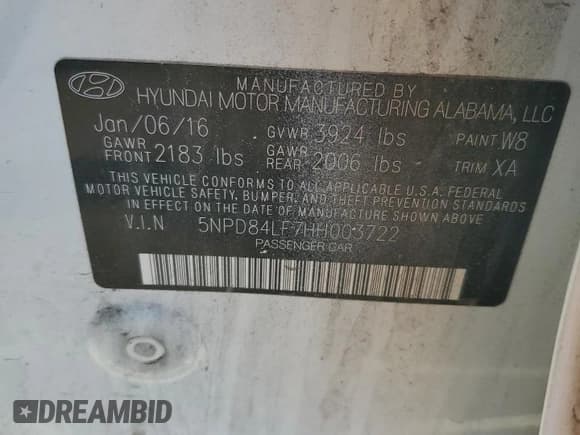 MANUFACTURED BY
HYUNDAI MOTOR MANUFACTURING ALABAMA, LLC
Jan/06/16 GVWR 3924 lbs PAINT W8
GAWR FRONT 2183 lbs GAWR REAR 2006 lbs TRIM XA
THIS VEHICLE CONFORMS TO ALL APPLICABLE U.S.A. FEDERAL
MOTOR VEHICLE SAFETY, BUMPER, AND THEFT PREVENTION STANDARDS
IN EFFECT ON THE DATE OF MANUFACTURE SHOWN ABOVE
V.I.N 5NPD84LF7HH003722
PASSENGER CAR
DREAMBID